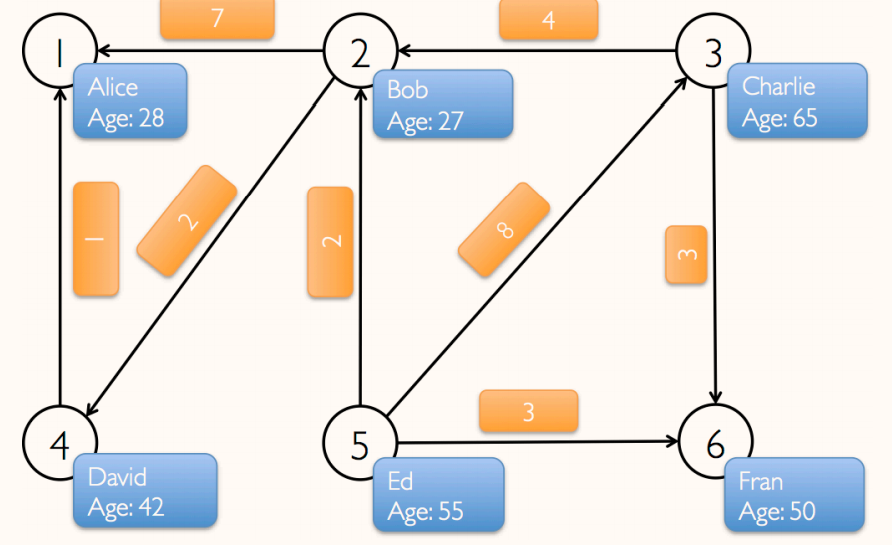 7
4
1
2
3
Alice
Age: 28
Bob
Age: 27
Charlie
Age: 65
1
2
2
8
3
3
4
5
6
David
Age: 42
Ed
Age: 55
Fran
Age: 50